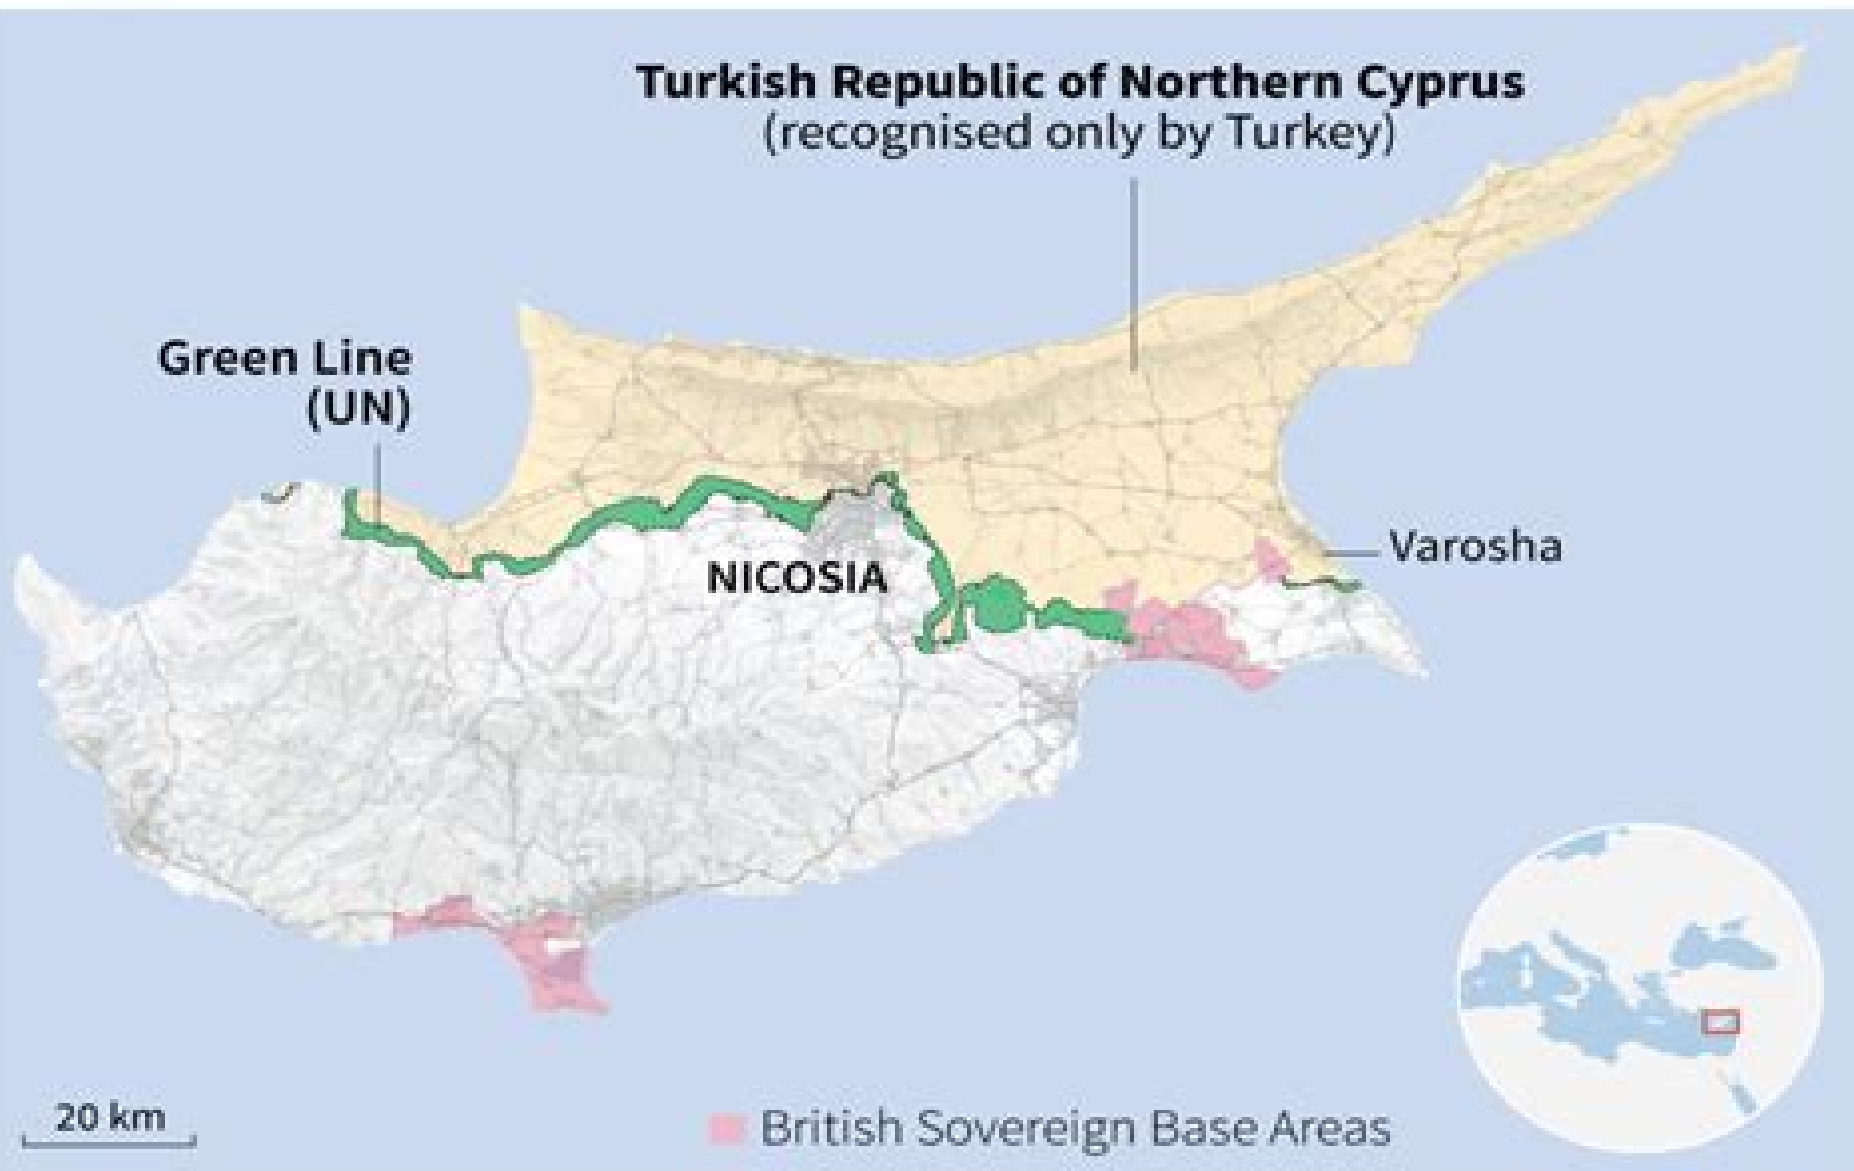 Turkish Republic of Northern Cyprus
(recognised only by Turkey)
Green Line
(UN)
Varosha
NICOSIA
20 km
British Sovereign Base Areas